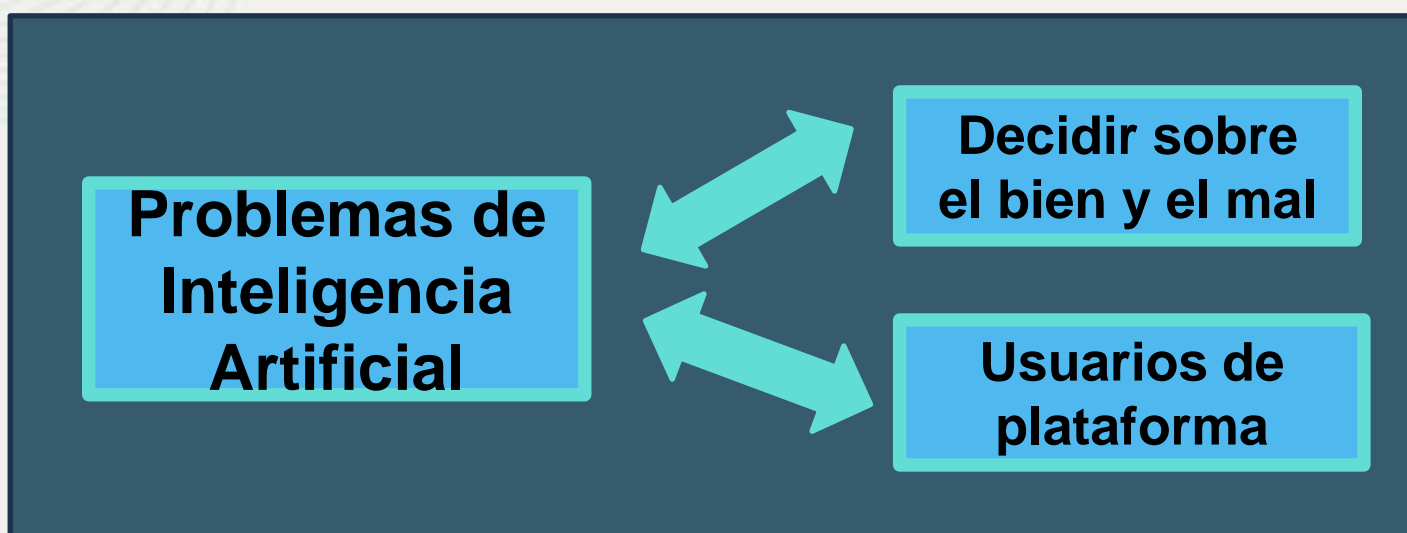 Problemas de
Inteligencia
Artificial
Decidir sobre
el bien y el mal
Usuarios de
plataforma